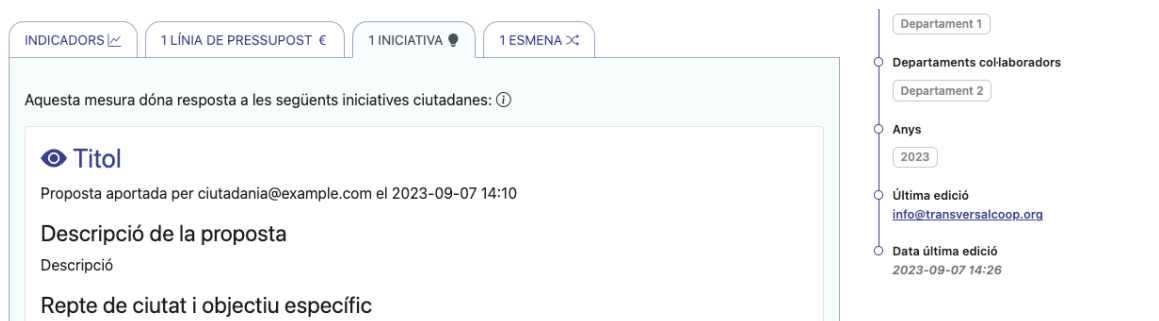 INDICADORS
1 LÍNIA DE PRESSUPOST €
1 INICIATIVA
1 ESMENA
Aquesta mesura dóna resposta a les següents iniciatives ciutadanes:
Titol
Proposta aportada per ciutadania@example.com el 2023-09-07 14:10
Descripció de la proposta
Descripció
Repte de ciutat i objectiu específic
Departament 1
Departaments col·laboradors
Departament 2
Anys
2023
Última edició
info@transversalcoop.org
Data última edició
2023-09-07 14:26